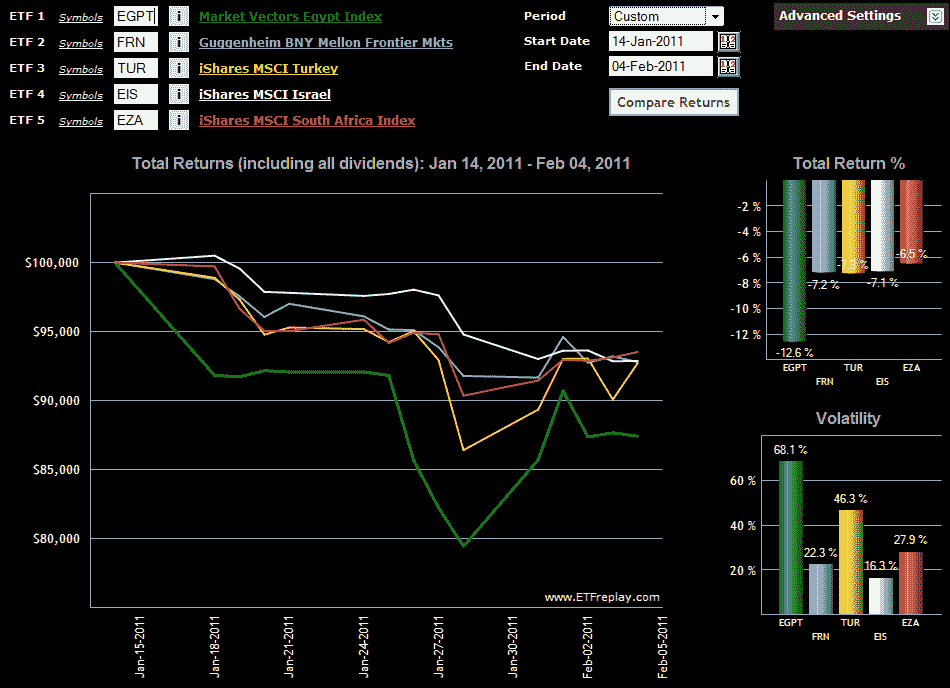 ETF 1 Symbols EGPT i Market Vectors Egypt Index
ETF 2 Symbols FRN i Guggenheim BNY Mellon Frontier Mkts
ETF 3 Symbols TUR i iShares MSCI Turkey
ETF 4 Symbols EIS i iShares MSCI Israel
ETF 5 Symbols EZA i iShares MSCI South Africa Index
Period Custom
Start Date 14-Jan-2011
End Date 04-Feb-2011
Compare Returns
Advanced Settings
Total Returns (including all dividends): Jan 14, 2011 - Feb 04, 2011
$100,000
$95,000
$90,000
$85,000
$80,000
www.ETFreplay.com
Jan-15-2011
Jan-18-2011
Jan-21-2011
Jan-24-2011
Jan-27-2011
Jan-30-2011
Feb-02-2011
Feb-05-2011
Total Return %
-2 %
-4 %
-6 %
-8 %
-10 %
-12 %
-12.6 %
-7.2 %
-7.3 %
-7.1 %
-6.5 %
EGPT
FRN
TUR
EIS
EZA
Volatility
60 %
40 %
20 %
68.1 %
22.3 %
46.3 %
16.3 %
27.9 %
EGPT
FRN
TUR
EIS
EZA